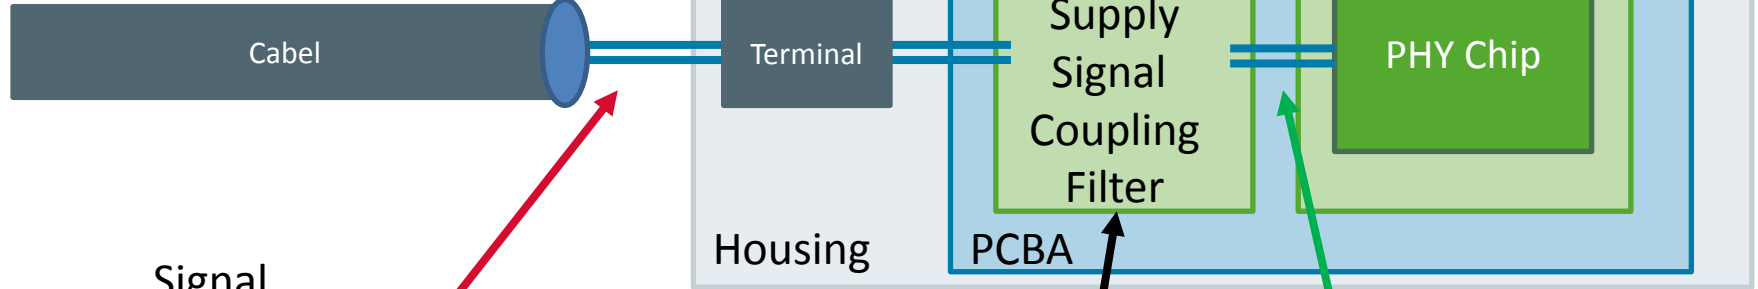 Cabel
Terminal
Supply
Signal
Coupling
Filter
PHY Chip
Housing
PCBA
Signal